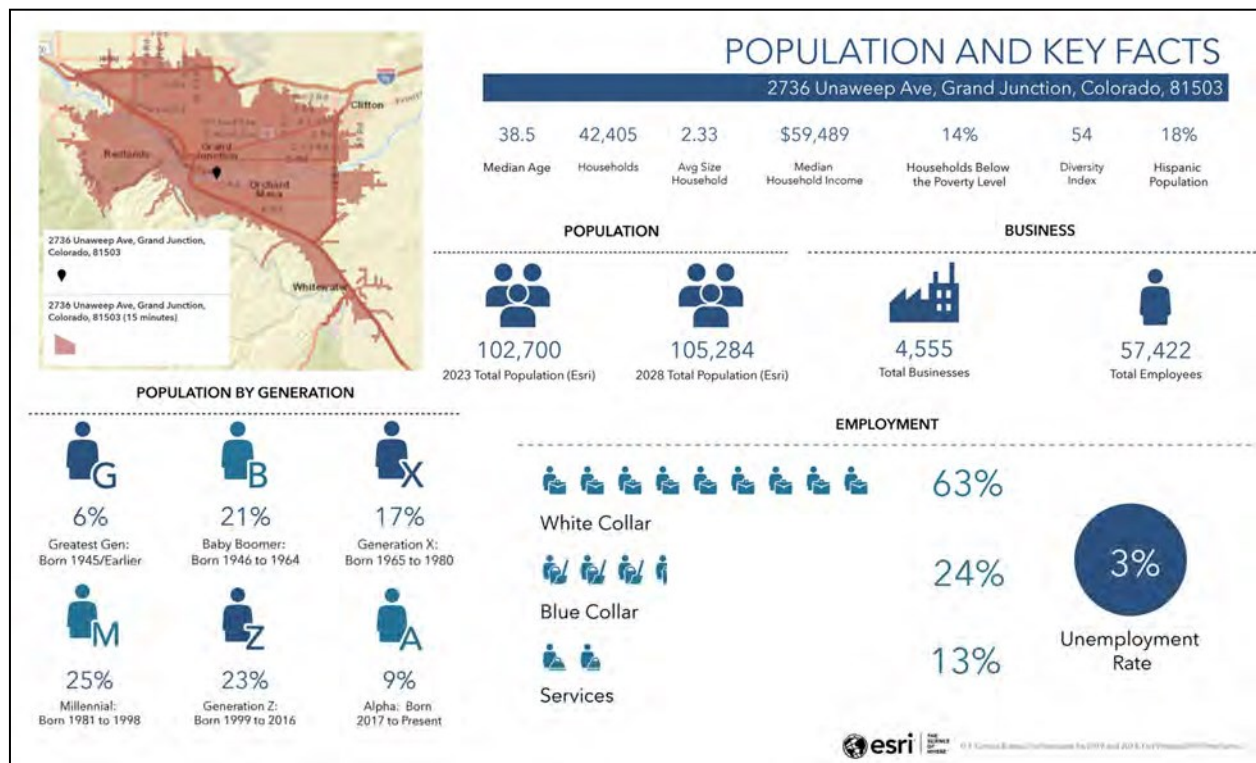 POPULATION AND KEY FACTS
2736 Unaweep Ave, Grand Junction, Colorado, 81503
38.5
Median Age
42,405
Households
2.33
Avg Size
Household
$59,489
Median
Household Income
14%
Households Below
the Poverty Level
54
Diversity
Index
18%
Hispanic
Population
Clifton
Redlands
Grand
Junction
Orchard
Mesa
Whitewater
2736 Unaweep Ave, Grand Junction,
Colorado, 81503
2736 Unaweep Ave, Grand Junction,
Colorado, 81503 (15 minutes)
POPULATION
102,700
2023 Total Population (Esri)
105,284
2028 Total Population (Esri)
BUSINESS
4,555
Total Businesses
57,422
Total Employees
POPULATION BY GENERATION
G
6%
Greatest Gen:
Born 1945/Earlier
B
21%
Baby Boomer:
Born 1946 to 1964
X
17%
Generation X:
Born 1965 to 1980
M
25%
Millennial:
Born 1981 to 1998
Z
23%
Generation Z:
Born 1999 to 2016
A
9%
Alpha: Born
2017 to Present
EMPLOYMENT
63%
White Collar
24%
Blue Collar
13%
Services
3%
Unemployment
Rate
esri
THE
SCIENCE
OF
WHERE